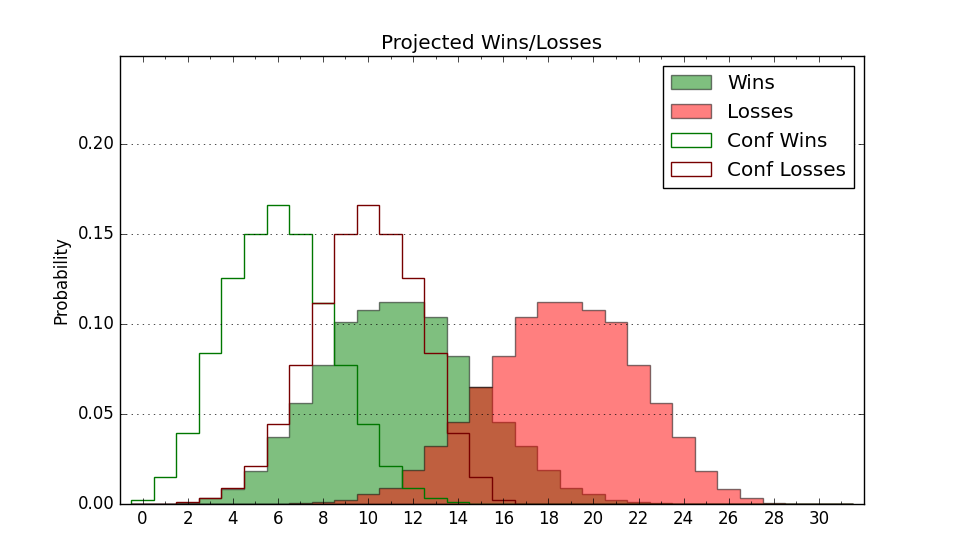 Projected Wins/Losses
Wins
Losses
Conf Wins
Conf Losses
Probability
0.20
0.15
0.10
0.05
0.00
0 2 4 6 8 10 12 14 16 18 20 22 24 26 28 30